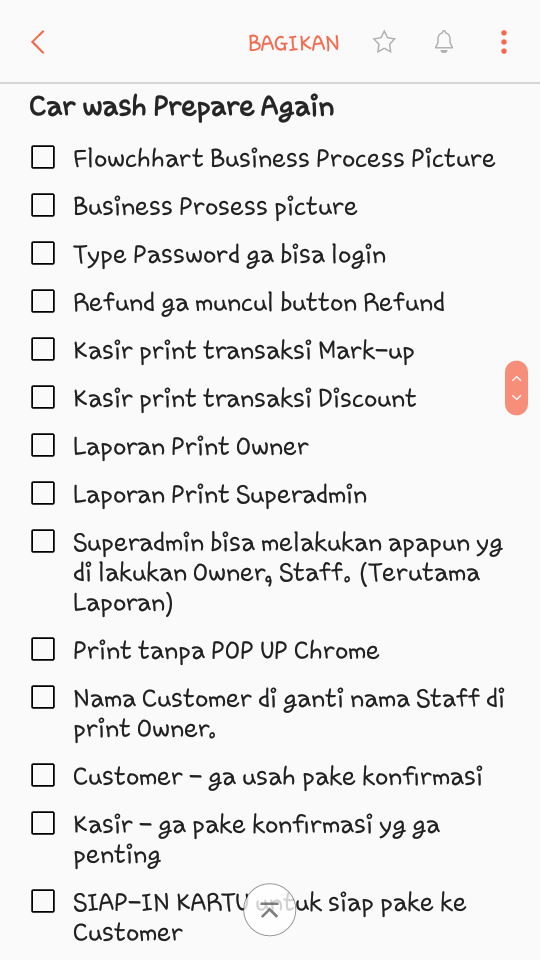 BAGIKAN
Car wash Prepare Again
Flowchhart Business Process Picture
Business Prosess picture
Type Password ga bisa login
Refund ga muncul button Refund
Kasir print transaksi Mark-up
Kasir print transaksi Discount
Laporan Print Owner
Laporan Print Superadmin
Superadmin bisa melakukan apapun yg
di lakukan Owner, Staff. (Terutama
Laporan)
Print tanpa POP UP Chrome
Nama Customer di ganti nama Staff di
print Owner.
Customer - ga usah pake konfirmasi
Kasir - ga pake konfirmasi yg ga
penting
SIAP-IN KARTU untuk siap pake ke
Customer